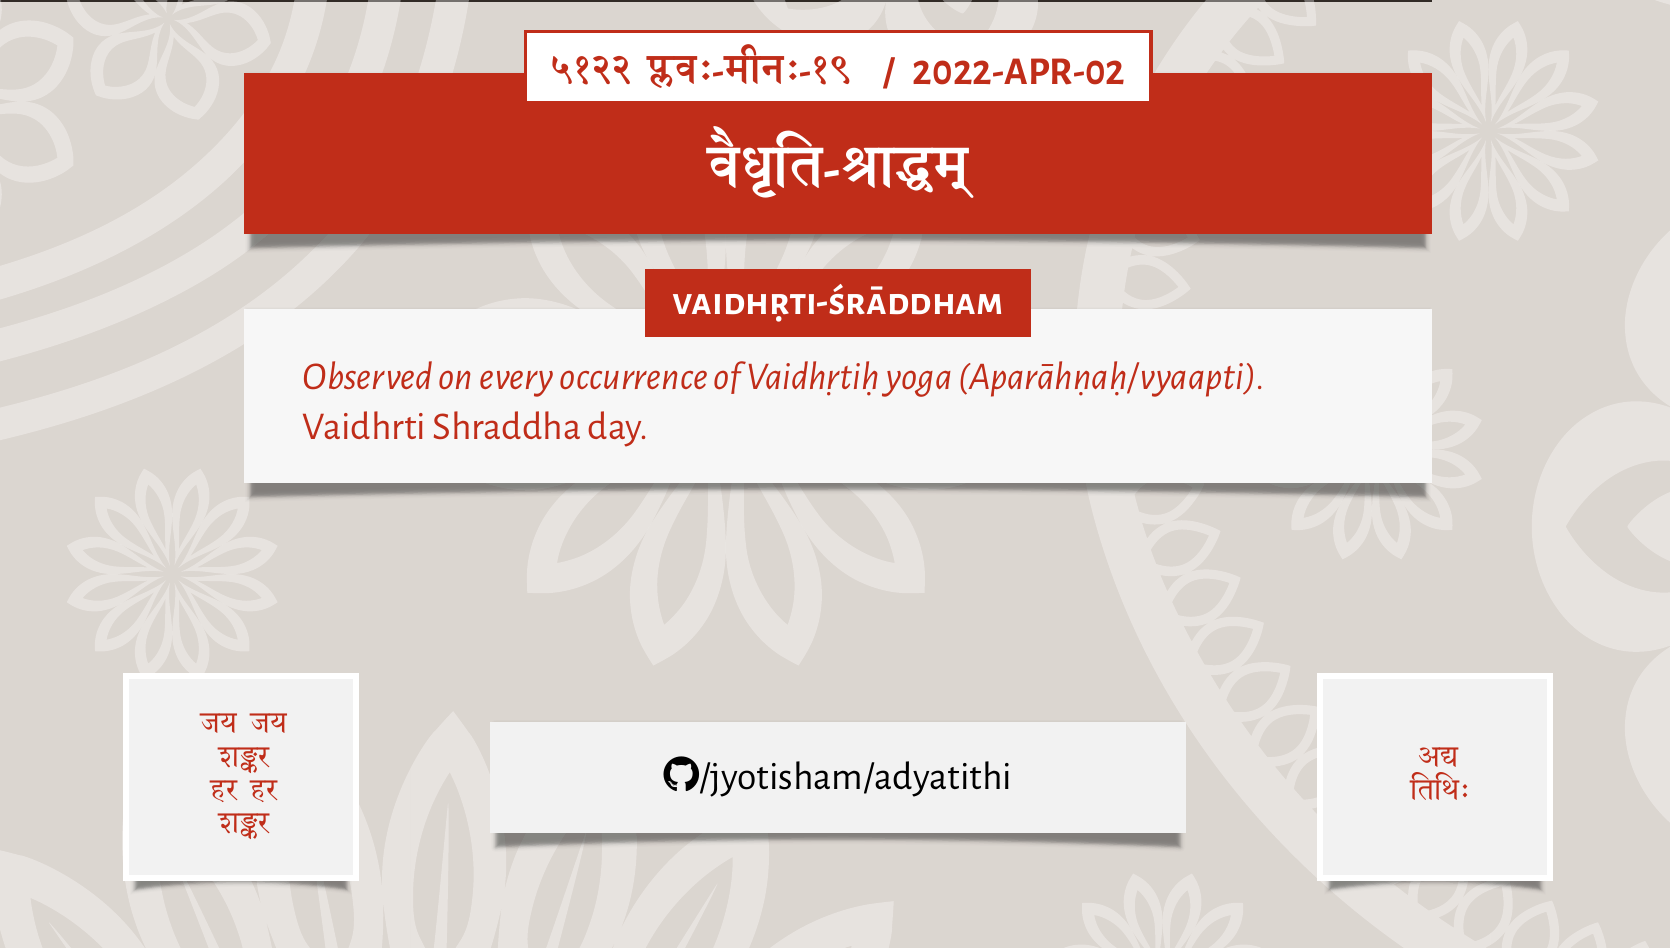 ५१२२ प्लवः-मीनः-१९ / 2022-APR-02
वैधृति-श्राद्धम्
VAIDHṚTI-ŚRĀDDHAM
Observed on every occurrence of Vaidhṛtiḥ yoga (Aparāhṇaḥ/vyaapti).
Vaidhrti Shraddha day.
जय जय
शङ्कर
हर हर
शङ्कर
/jyotisham/adyatithi
अद्य
तिथिः